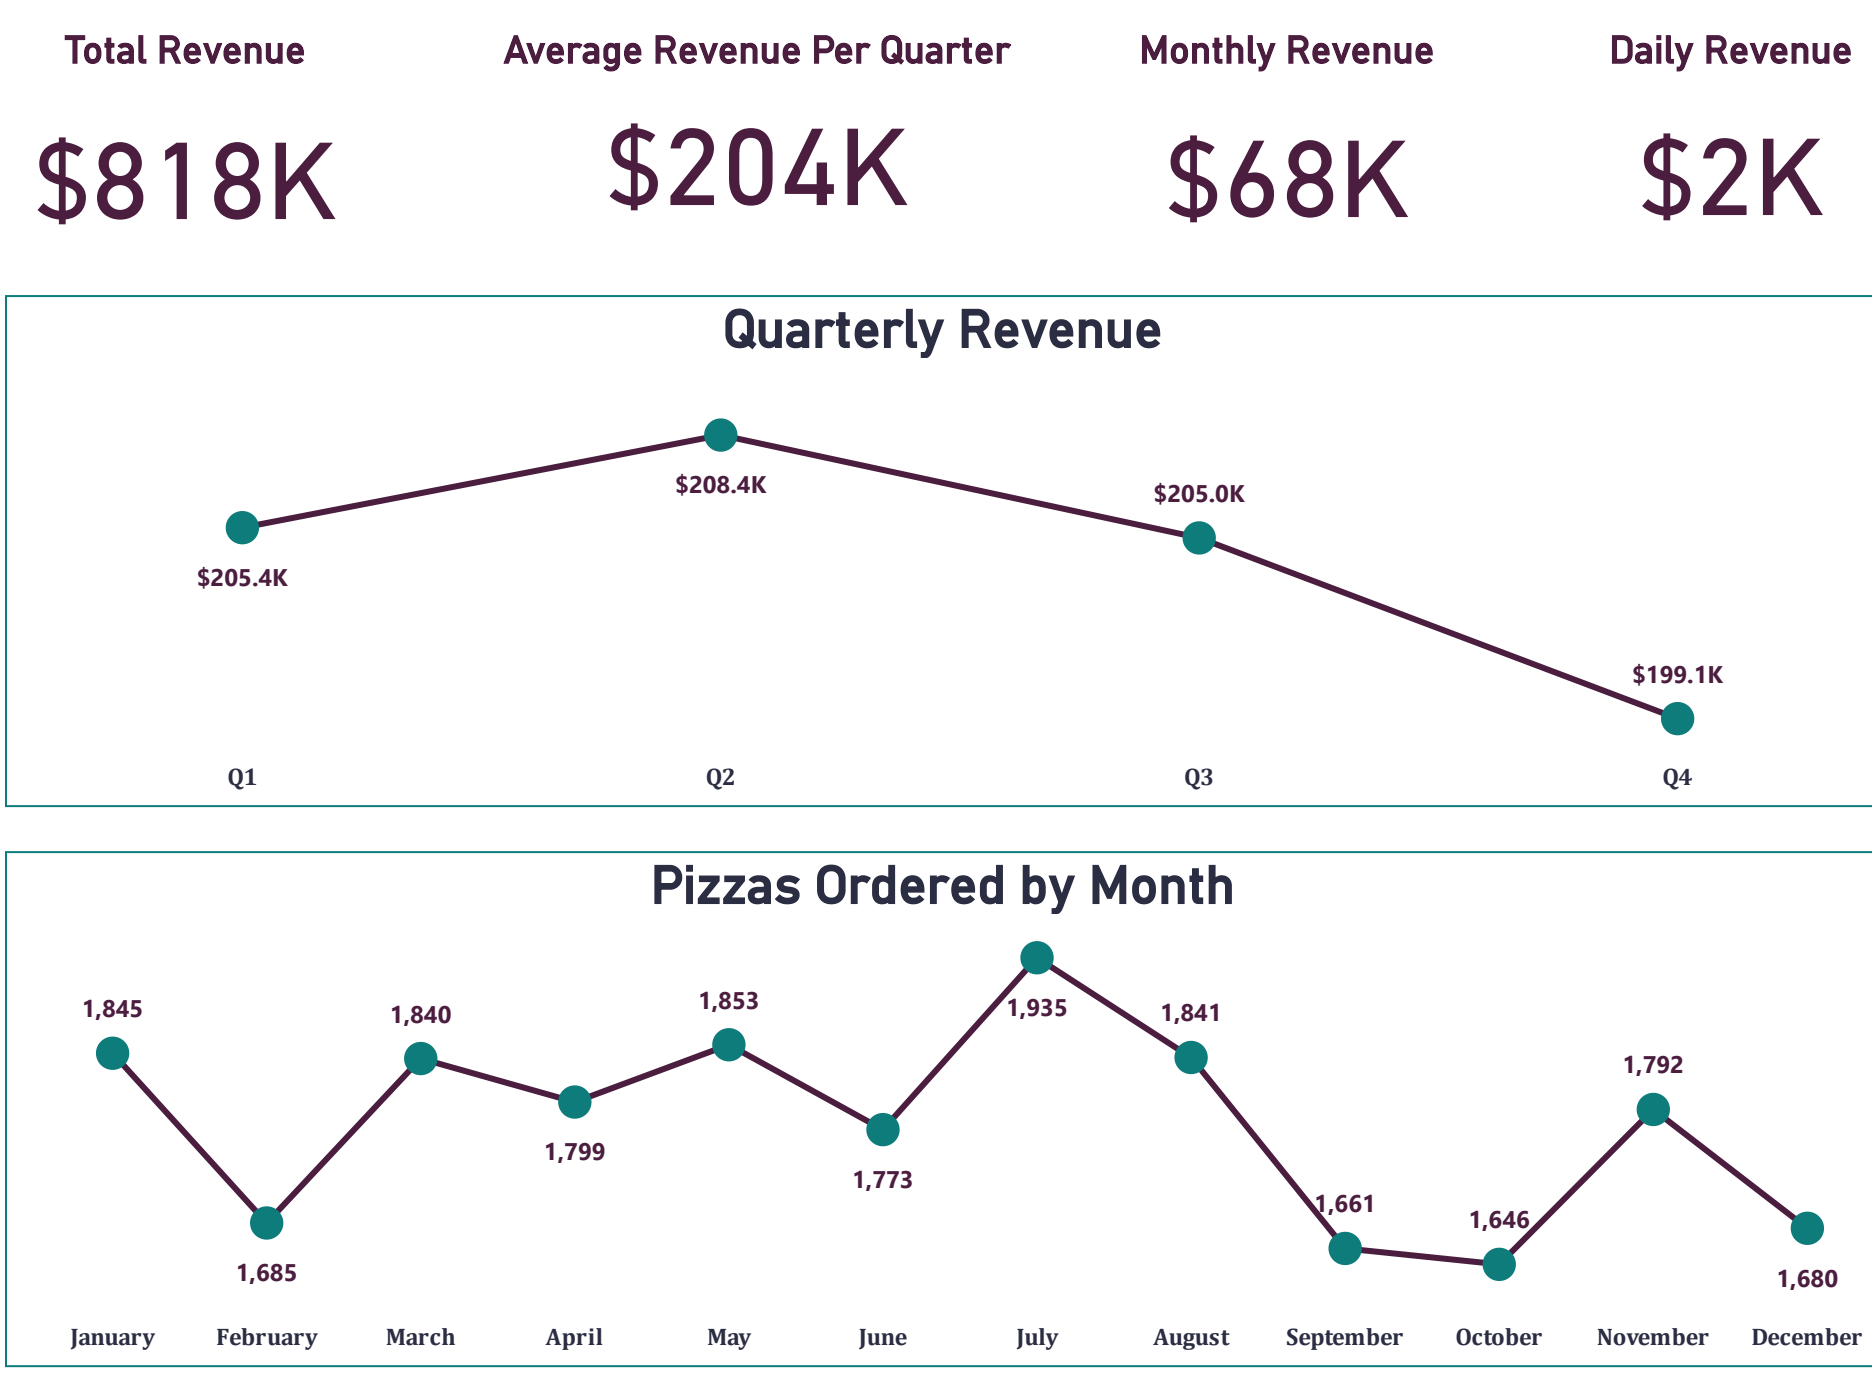 Total Revenue
Average Revenue Per Quarter
Monthly Revenue
Daily Revenue
$818K
$204K
$68K
$2K
Quarterly Revenue
$205.4K
$208.4K
$205.0K
$199.1K
Q1
Q2
Q3
Q4
Pizzas Ordered by Month
1,845
1,685
1,840
1,799
1,853
1,773
1,935
1,841
1,661
1,646
1,792
1,680
January
February
March
April
May
June
July
August
September
October
November
December